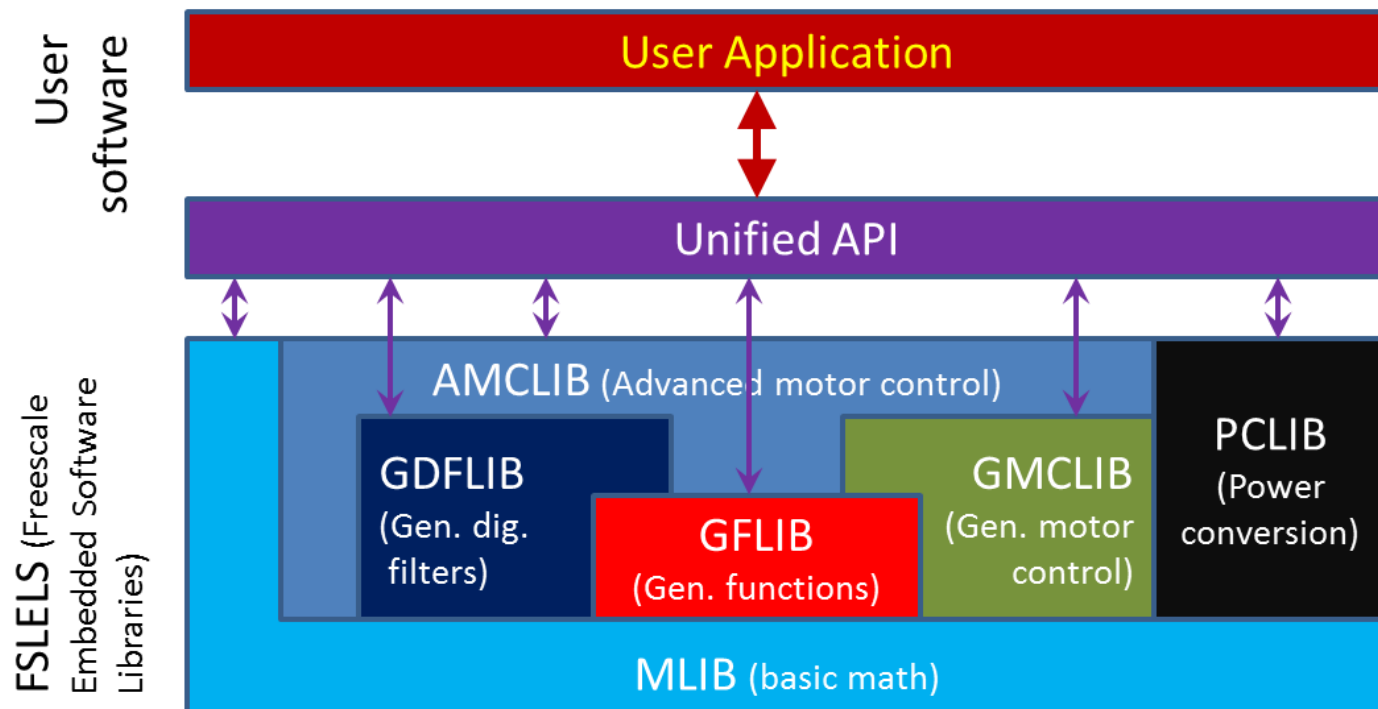 User
software
User Application
Unified API
FSLELS (Freescale
Embedded Software
Libraries)
AMCLIB (Advanced motor control)
GDFLIB
(Gen. dig.
filters)
GFLIB
(Gen. functions)
GMCLIB
(Gen. motor
control)
PCLIB
(Power
conversion)
MLIB (basic math)